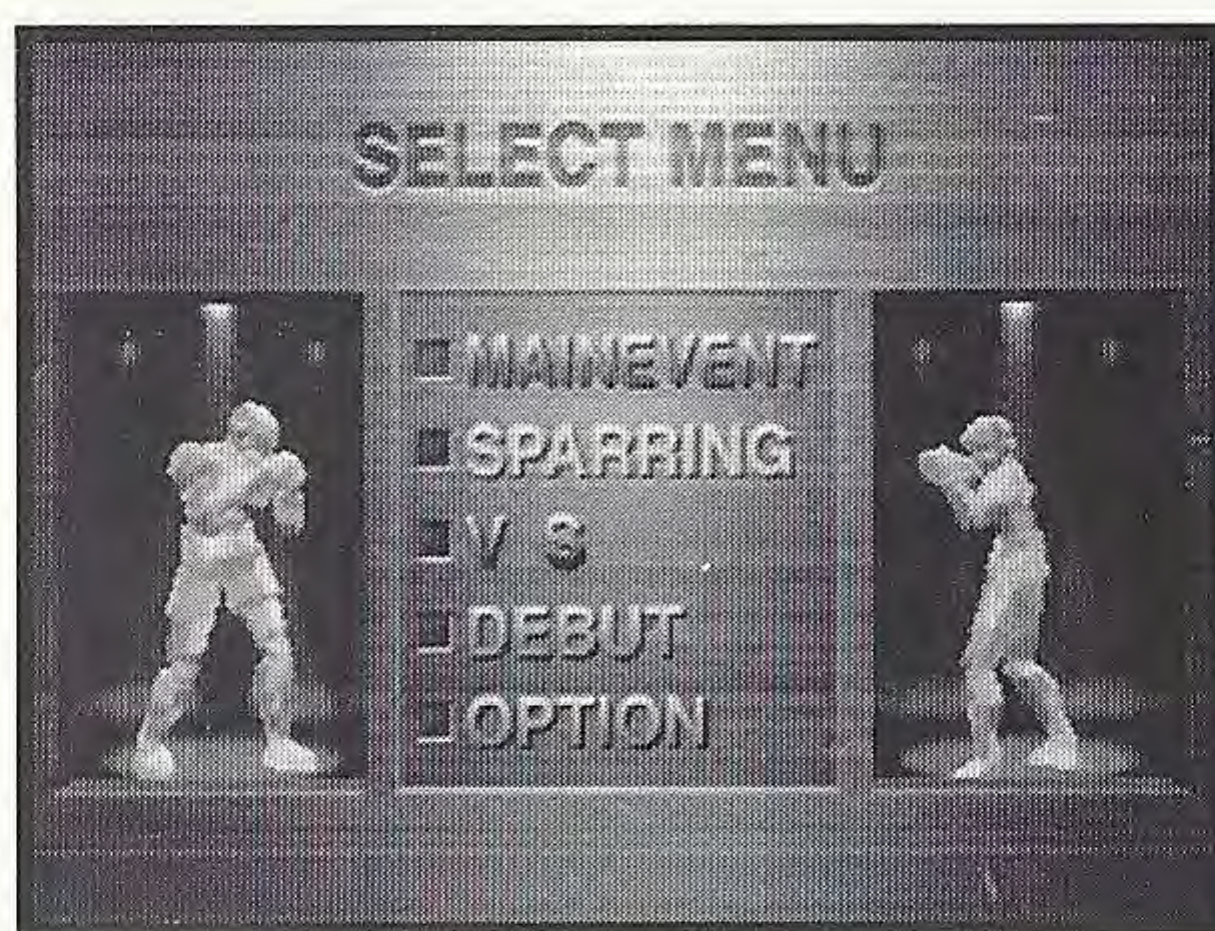 SELECT MENU
MAINEVENT
SPARRING
V S
DEBUT
OPTION